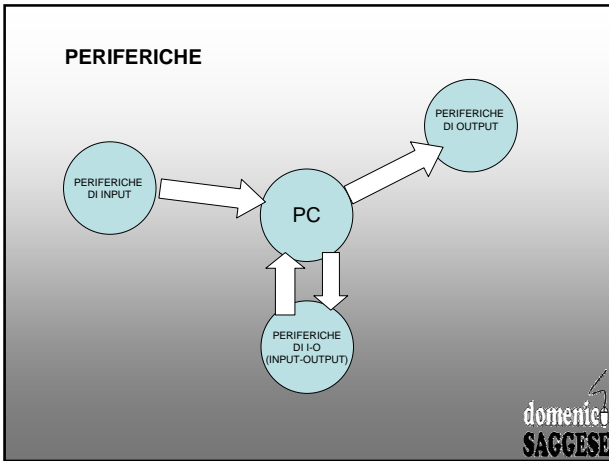 PERIFERICHE
PERIFERICHE
DI OUTPUT
PERIFERICHE
DI INPUT
PC
PERIFERICHE
DI I-O
(INPUT-OUTPUT)
domenico
SAGGESE